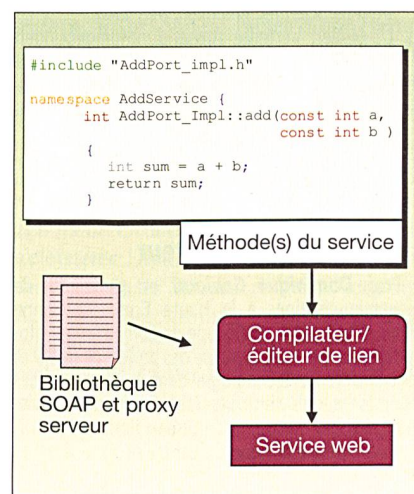 #include "AddPort_impl.h"
namespace AddService {
int AddPort_Impl::add(const int a,
const int b )
{
int sum = a + b;
return sum;
}
Méthode(s) du service
Bibliothèque
SOAP et proxy
serveur
Compilateur/
éditeur de lien
Service web